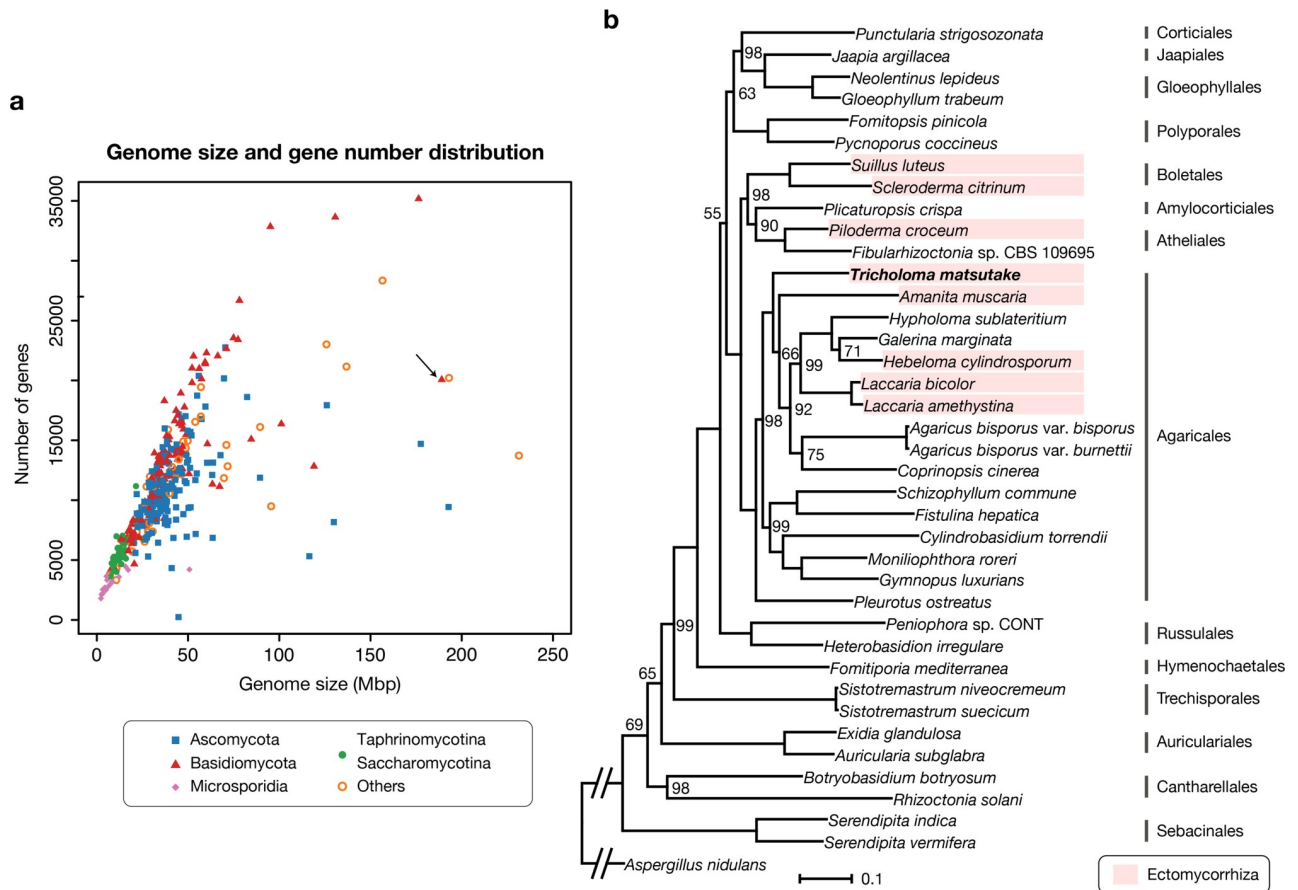 a
Genome size and gene number distribution
Number of genes
35000
25000
15000
5000
0
0 50 100 150 200 250
Genome size (Mbp)
Ascomycota
Basidiomycota
Microsporidia
Taphrinomycotina
Saccharomycotina
Others
b
Punctularia strigosozonata
Jaapia argillacea
Neolentinus lepideus
Gloeophyllum trabeum
Fomitopsis pinicola
Pycnoporus coccineus
Suillus luteus
Scleroderma citrinum
Plicaturopsis crispa
Piloderma croceum
Fibularhizoctonia sp. CBS 109695
Tricholoma matsutake
Amanita muscaria
Hypholoma sublateritium
Galerina marginata
Hebeloma cylindrosporum
Laccaria bicolor
Laccaria amethystina
Agaricus bisporus var. bisporus
Agaricus bisporus var. burnettii
Coprinopsis cinerea
Schizophyllum commune
Fistulina hepatica
Cylindrobasidium torrendii
Moniliophthora roreri
Gymnopus luxurians
Pleurotus ostreatus
Peniophora sp. CONT
Heterobasidion irregulare
Fomitiporia mediterranea
Sistotremastrum niveocremeum
Sistotremastrum suecicum
Exidia glandulosa
Auricularia subglabra
Botryobasidium botryosum
Rhizoctonia solani
Serendipita indica
Serendipita vermifera
Aspergillus nidulans
98
63
55
98
90
66
99
71
92
98
75
99
99
65
69
98
0.1
Corticiales
Jaapiales
Gloeophyllales
Polyporales
Boletales
Amylocorticiales
Atheliales
Agaricales
Russulales
Hymenochaetales
Trechisporales
Auriculariales
Cantharellales
Sebacinales
Ectomycorrhiza